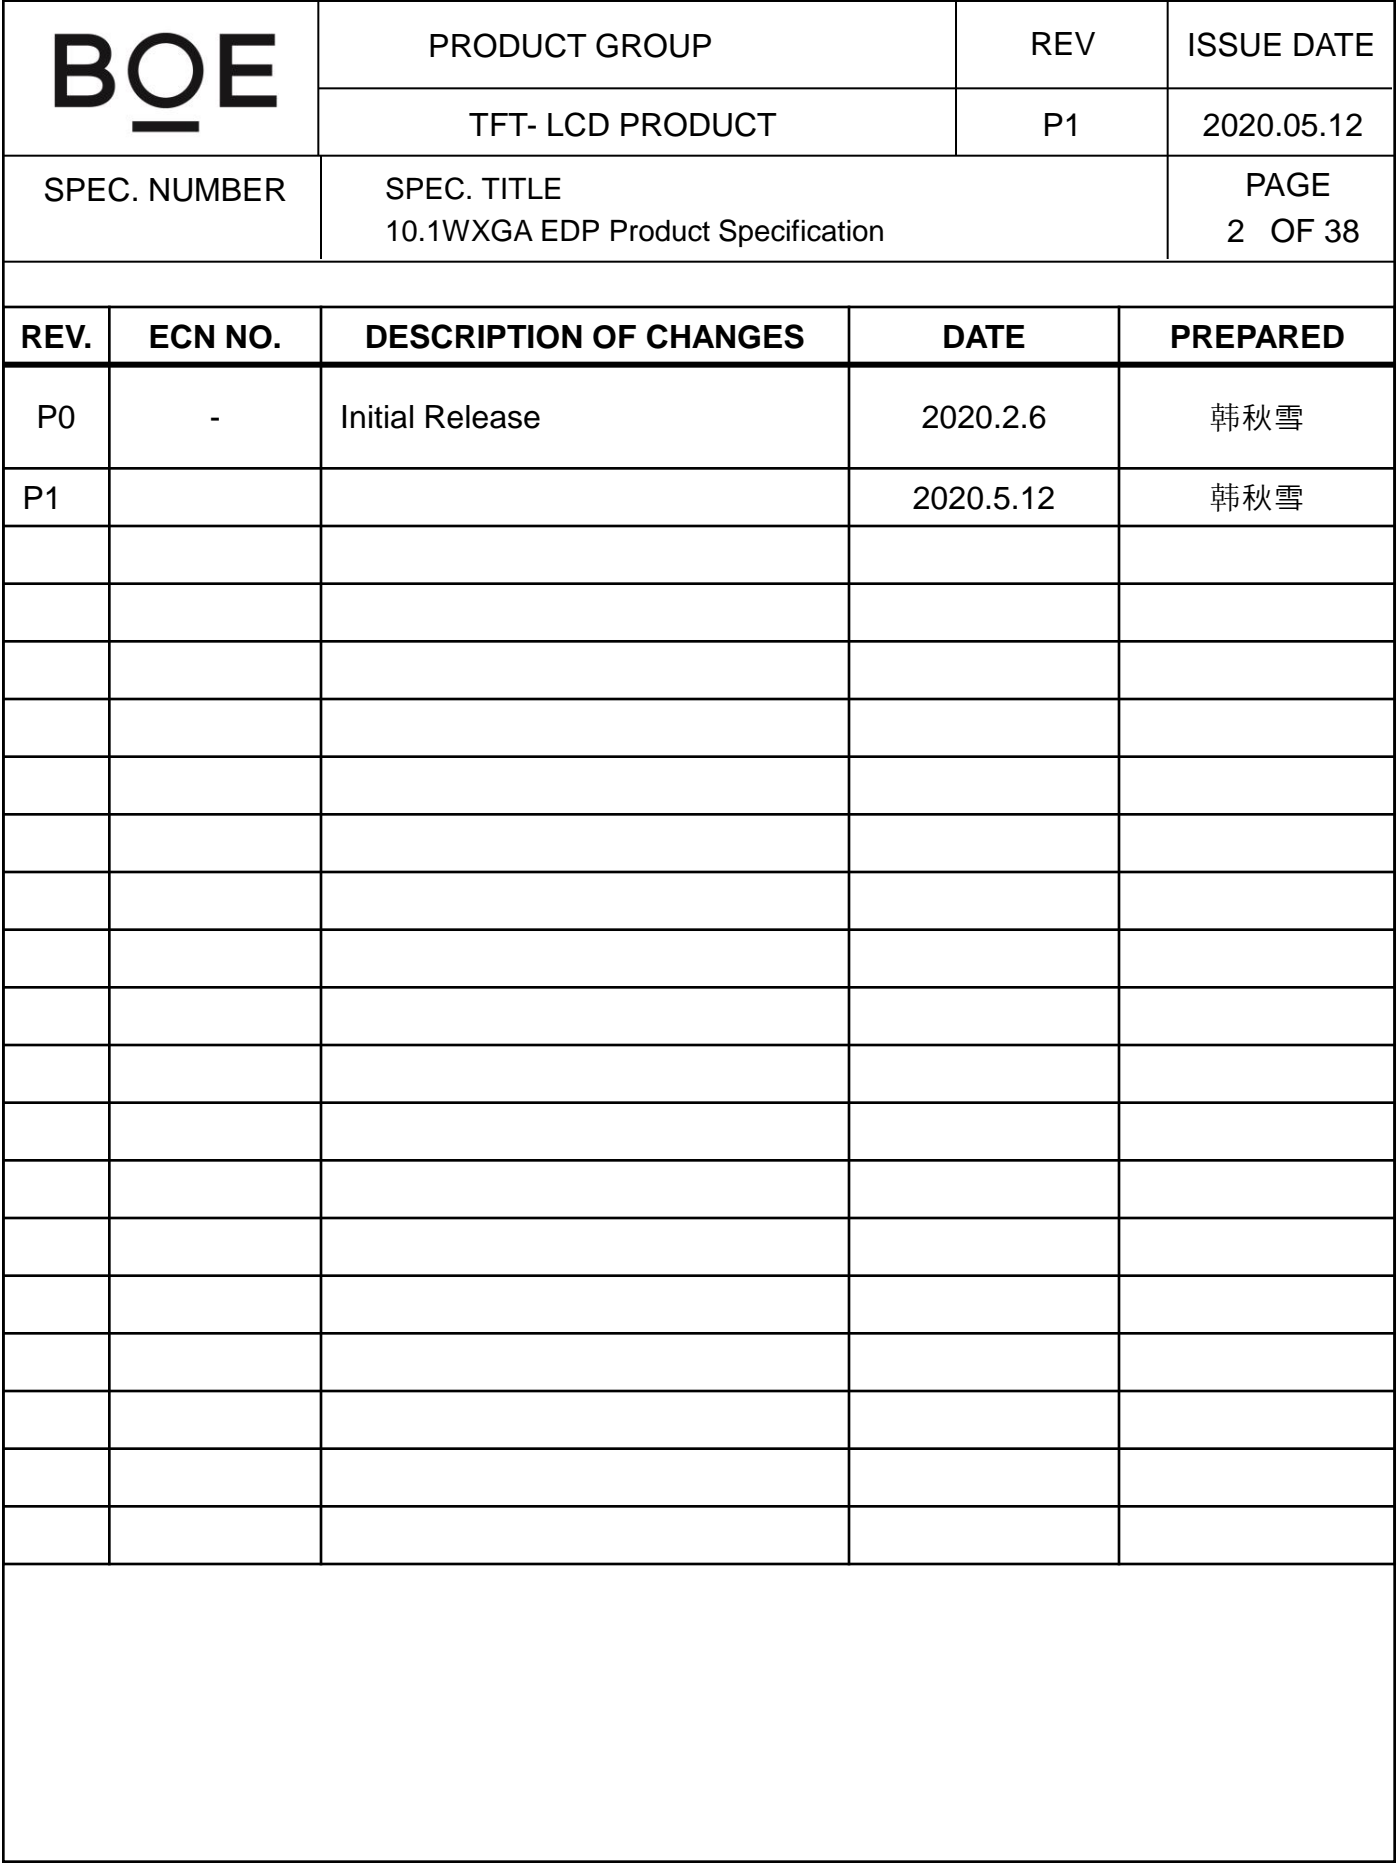 BOE
PRODUCT GROUP
REV
ISSUE DATE
TFT- LCD PRODUCT
P1
2020.05.12
SPEC. NUMBER
SPEC. TITLE
10.1WXGA EDP Product Specification
PAGE
2 OF 38
REV. ECN NO. DESCRIPTION OF CHANGES DATE PREPARED
P0 - Initial Release 2020.2.6 韩秋雪
P1 2020.5.12 韩秋雪